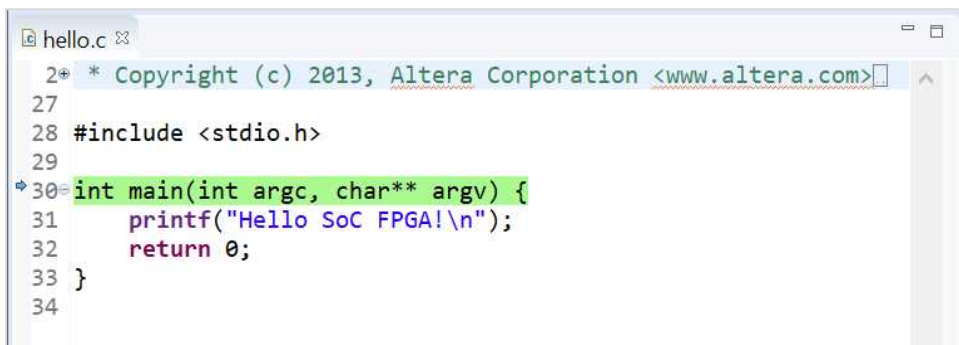 hello.c
2 * Copyright (c) 2013, Altera Corporation <www.altera.com>
27
28 #include <stdio.h>
29
30 int main(int argc, char** argv) {
31     printf("Hello SoC FPGA!\n");
32     return 0;
33 }
34